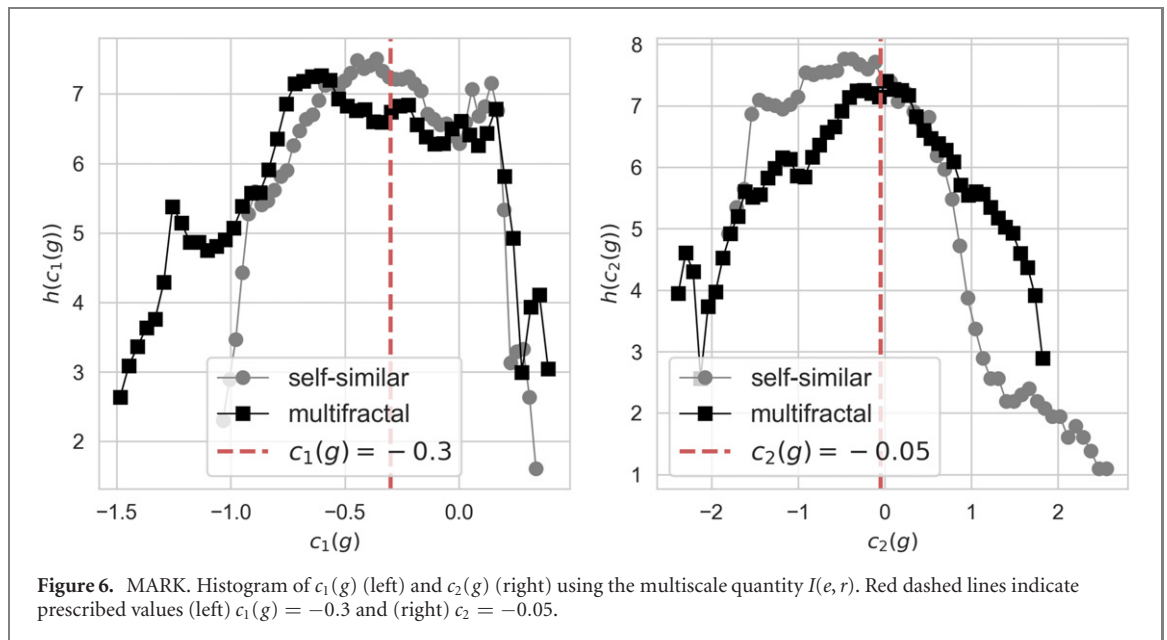 7
6
5
4
3
2
h(c₁(g))
self-similar
multifractal
c₁(g) = −0.3
−1.5 −1.0 −0.5 0.0
c₁(g)
8
7
6
5
4
3
2
1
h(c₂(g))
self-similar
multifractal
c₂(g) = −0.05
−2 −1 0 1 2
c₂(g)
Figure 6. MARK. Histogram of c₁(g) (left) and c₂(g) (right) using the multiscale quantity I(e, r). Red dashed lines indicate
prescribed values (left) c₁(g) = −0.3 and (right) c₂ = −0.05.